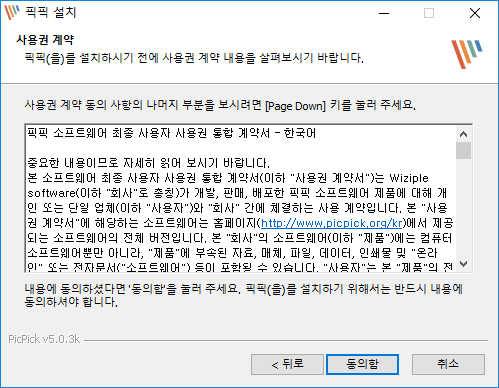 픽픽 설치
사용권 계약
픽픽(을)를 설치하시기 전에 사용권 계약 내용을 살펴보시기 바랍니다.
사용권 계약 동의 사항의 나머지 부분을 보시려면 [Page Down] 키를 눌러 주세요.
픽픽 소프트웨어 최종 사용자 사용권 통합 계약서 - 한국어
중요한 내용이므로 자세히 읽어 보시기 바랍니다.
본 소프트웨어 최종 사용자 사용권 통합 계약서(이하 "사용권 계약서")는 Wiziple
software(이하 "회사"로 총칭)가 개발, 판매, 배포한 픽픽 소프트웨어 제품에 대해 개
인 또는 단일 업체(이하 "사용자")와 "회사" 간에 체결하는 사용 계약입니다. 본 "사용
권 계약서"에 해당하는 소프트웨어는 홈페이지(http://www.picpick.org/kr)에서 제공
되는 소프트웨어의 전체 버전입니다. 본 "회사"의 소프트웨어(이하 "제품")에는 컴퓨터
소프트웨어뿐만 아니라, "제품"에 부속된 자료, 매체, 파일, 데이터, 인쇄물 및 "온라
인" 또는 전자문서("소프트웨어") 등이 포함될 수 있습니다. "사용자"는 본 "제품"의 전
내용에 동의하셨다면 '동의함'을 눌러 주세요. 픽픽(을)를 설치하기 위해서는 반드시 내용에
동의하셔야 합니다.
PicPick v5.0.3k
< 뒤로
동의함
취소